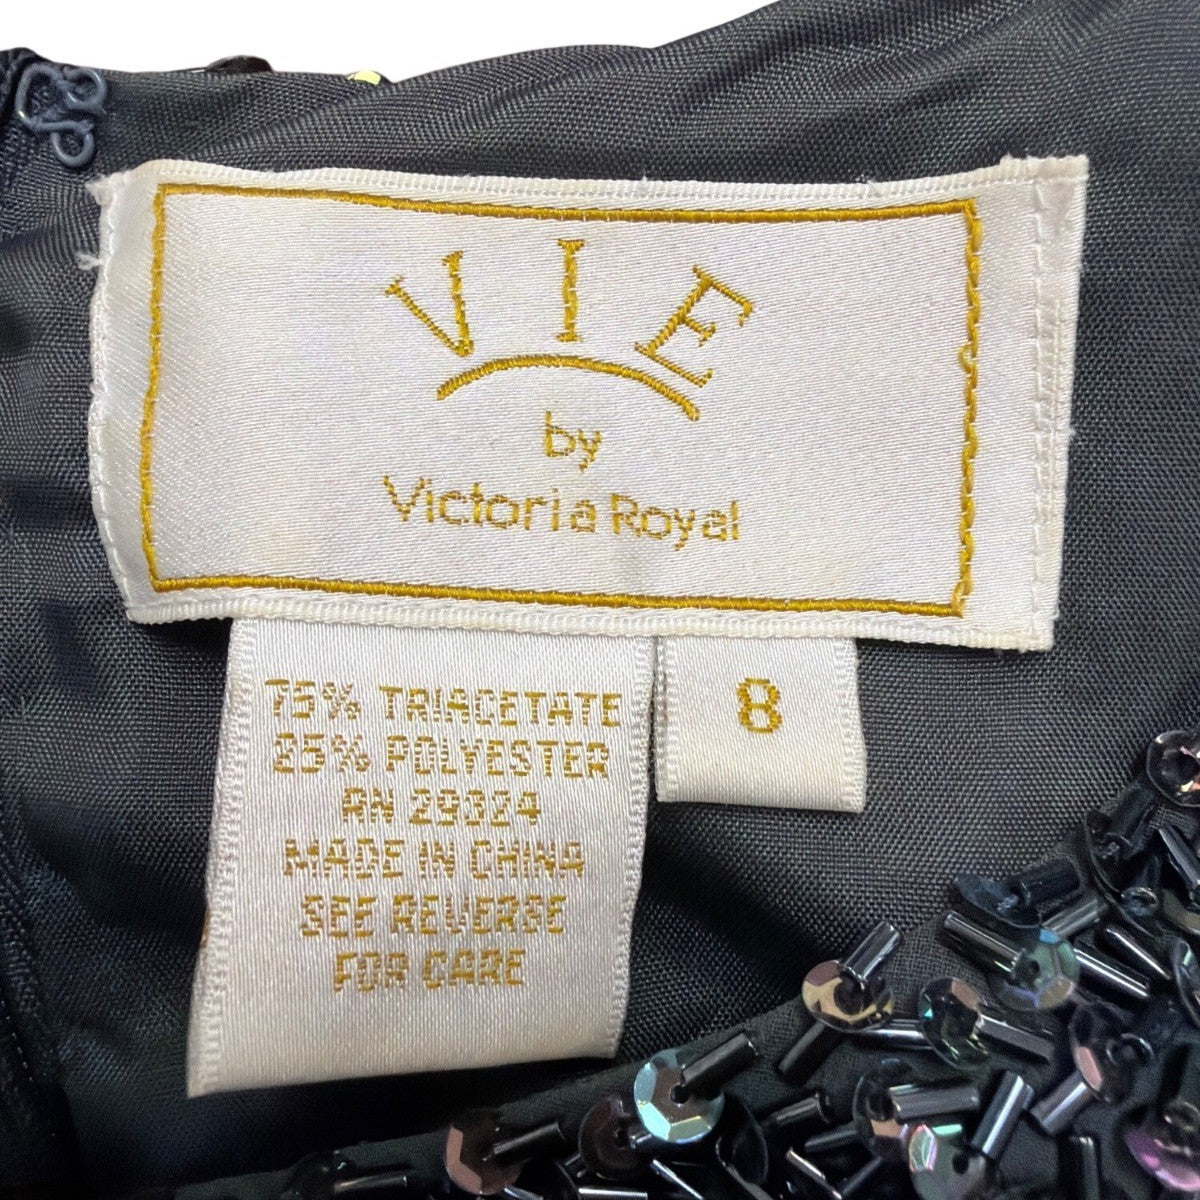 VIE
by
Victoria Royal
75% TRIACETATE
25% POLYESTER
RN 29324
MADE IN CHINA
SEE REVERSE
FOR CARE
8